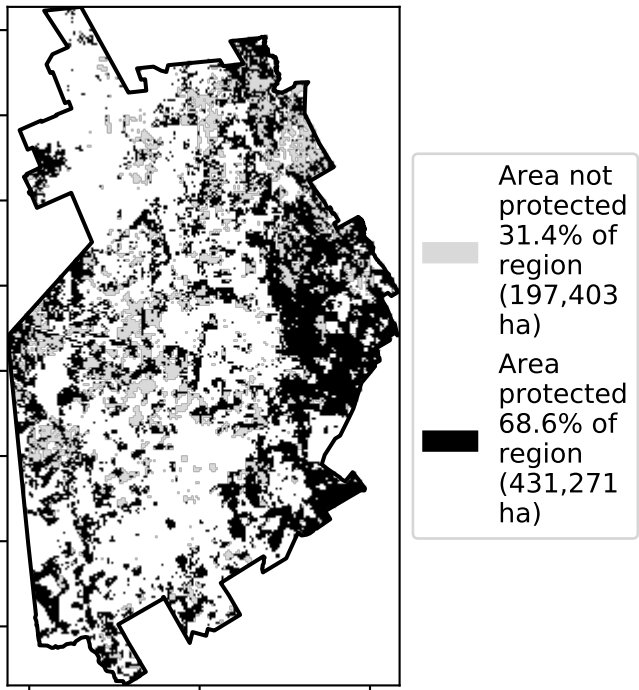 Area not
protected
31.4% of
region
(197,403
ha)
Area
protected
68.6% of
region
(431,271
ha)